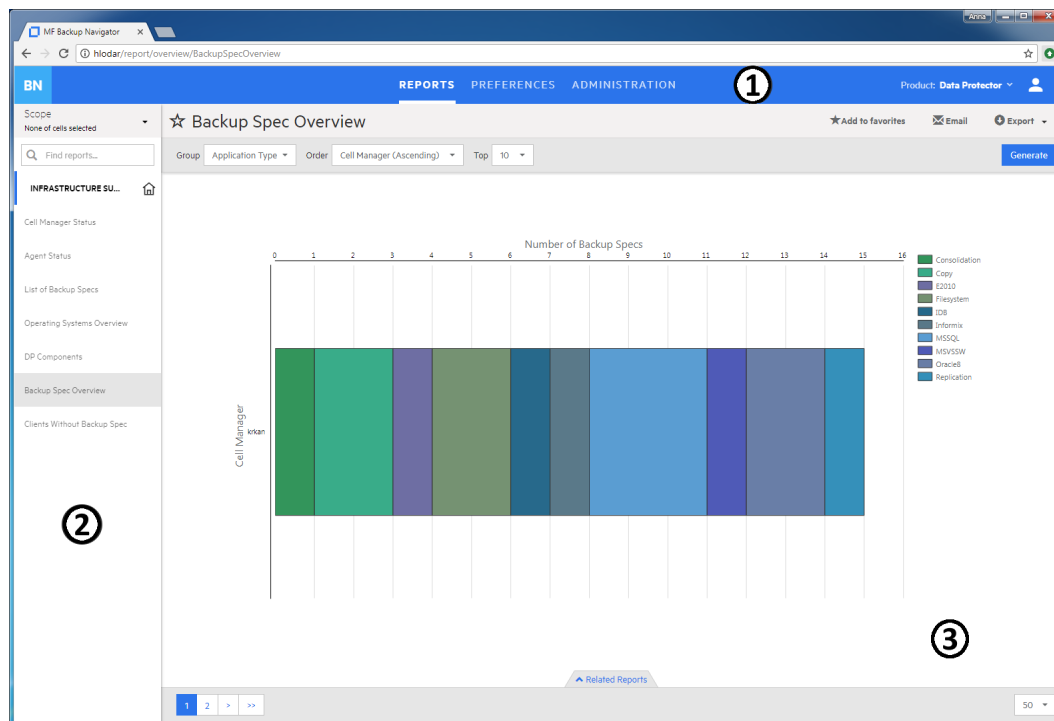 Anna
MF Backup Navigator
hlodar/report/overview/BackupSpecOverview
BN
REPORTS PREFERENCES ADMINISTRATION
1
Product: Data Protector
Scope
None of cells selected
Backup Spec Overview
Add to favorites
Email
Export
Find reports...
Group Application Type Order Cell Manager (Ascending) Top 10
Generate
INFRASTRUCTURE SU...
Cell Manager Status
Agent Status
List of Backup Specs
Operating Systems Overview
DP Components
Backup Spec Overview
Clients Without Backup Spec
2
Number of Backup Specs
0 1 2 3 4 5 6 7 8 9 10 11 12 13 14 15 16
Cell Manager
krkan
Consolidation
Copy
E2010
Filesystem
IDB
Informix
MSSQL
MSVSSW
Oracle8
Replication
3
Related Reports
1 2 > >>
50